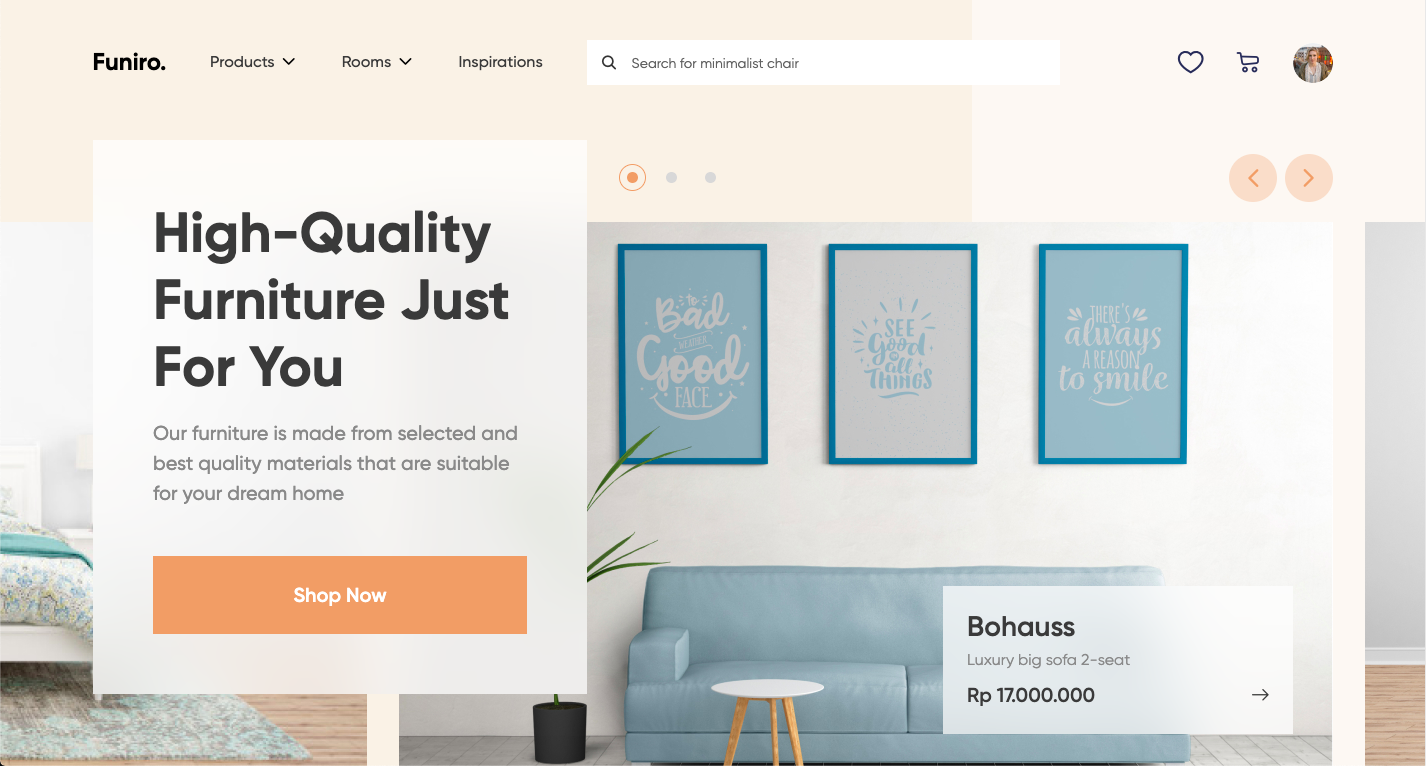 Funiro.
Products
Rooms
Inspirations
Search for minimalist chair
High-Quality
Furniture Just
For You
Our furniture is made from selected and
best quality materials that are suitable
for your dream home
Shop Now
to
Bad
WEATHER
Good
FACE
SEE
Good
in
all
THINGS
THERE'S
always
A REASON
to smile
Bohauss
Luxury big sofa 2-seat
Rp 17.000.000